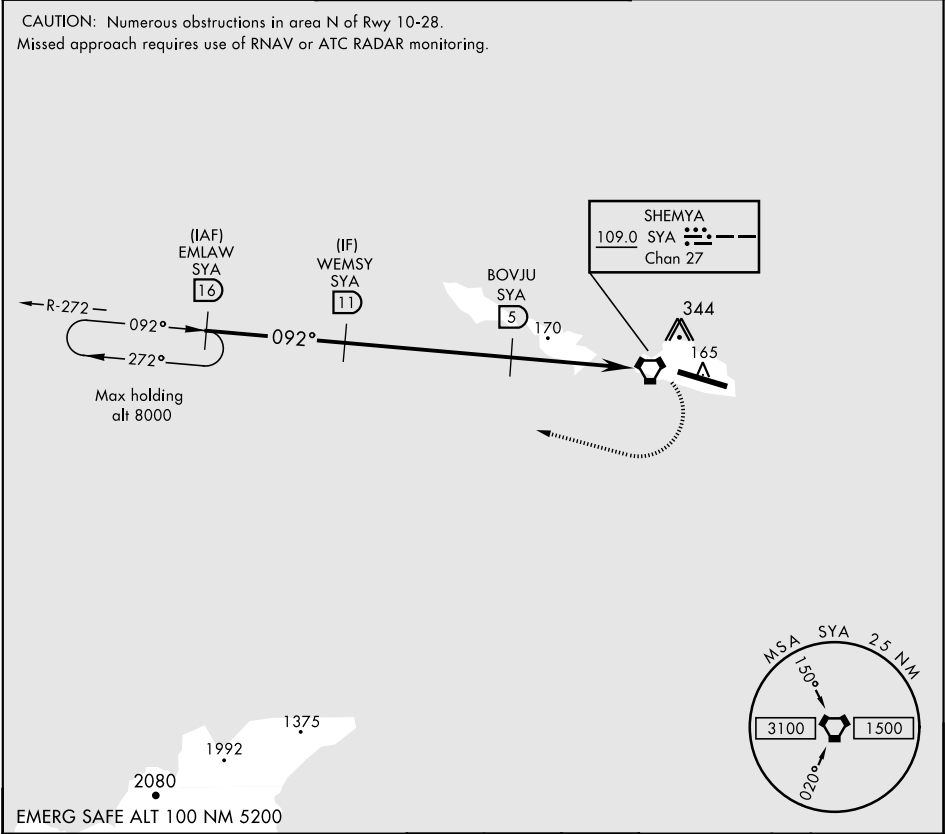 CAUTION: Numerous obstructions in area N of Rwy 10-28.
Missed approach requires use of RNAV or ATC RADAR monitoring.
SHEMYA
109.0 SYA
Chan 27
(IAF)
EMLAW
SYA
16
(IF)
WEMSY
SYA
11
BOVJU
SYA
5
170
344
165
R-272
092°
272°
092°
Max holding
alt 8000
MSA SYA 25 NM
150°
3100
1500
020°
1375
1992
2080
EMERG SAFE ALT 100 NM 5200